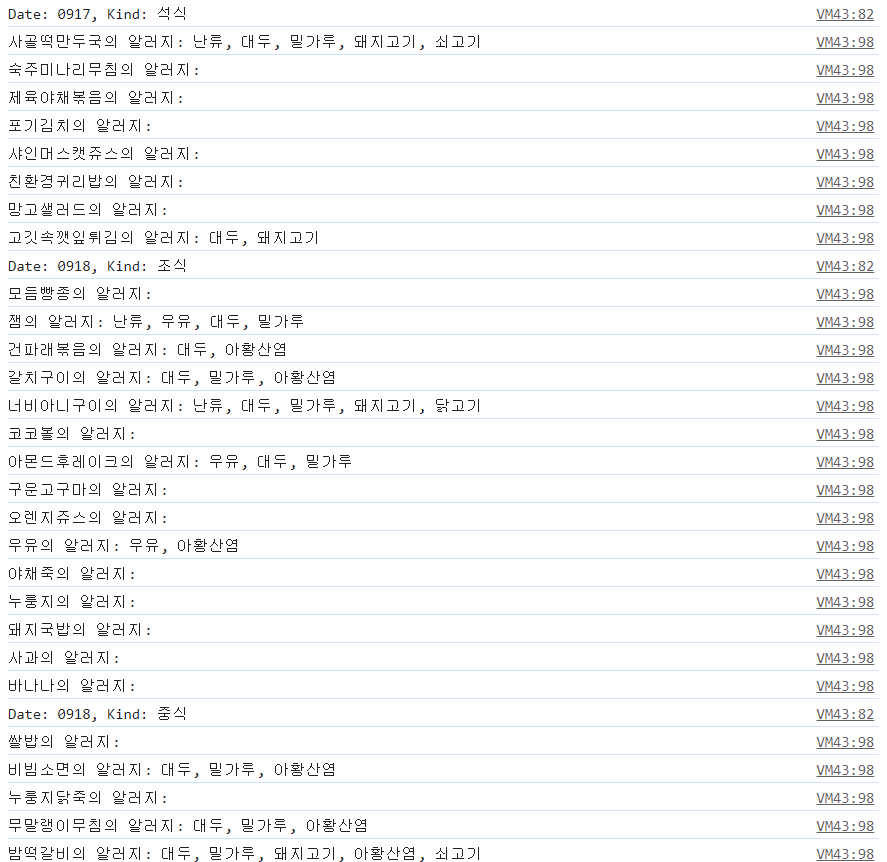 Date: 0917, Kind: 석식 VM43:82
사골떡만두국의 알러지: 난류, 대두, 밀가루, 돼지고기, 쇠고기 VM43:98
숙주미나리무침의 알러지: VM43:98
제육야채볶음의 알러지: VM43:98
포기김치의 알러지: VM43:98
샤인머스캣쥬스의 알러지: VM43:98
친환경귀리밥의 알러지: VM43:98
망고샐러드의 알러지: VM43:98
고깃속깻잎튀김의 알러지: 대두, 돼지고기 VM43:98
Date: 0918, Kind: 조식 VM43:82
모듬빵종의 알러지: VM43:98
잼의 알러지: 난류, 우유, 대두, 밀가루 VM43:98
건파래볶음의 알러지: 대두, 아황산염 VM43:98
갈치구이의 알러지: 대두, 밀가루, 아황산염 VM43:98
너비아니구이의 알러지: 난류, 대두, 밀가루, 돼지고기, 닭고기 VM43:98
코코볼의 알러지: VM43:98
아몬드후레이크의 알러지: 우유, 대두, 밀가루 VM43:98
구운고구마의 알러지: VM43:98
오렌지쥬스의 알러지: VM43:98
우유의 알러지: 우유, 아황산염 VM43:98
야채죽의 알러지: VM43:98
누룽지의 알러지: VM43:98
돼지국밥의 알러지: VM43:98
사과의 알러지: VM43:98
바나나의 알러지: VM43:98
Date: 0918, Kind: 중식 VM43:82
쌀밥의 알러지: VM43:98
비빔소면의 알러지: 대두, 밀가루, 아황산염 VM43:98
누룽지닭죽의 알러지: VM43:98
무말랭이무침의 알러지: 대두, 밀가루, 아황산염 VM43:98
밤떡갈비의 알러지: 대두, 밀가루, 돼지고기, 아황산염, 쇠고기 VM43:98